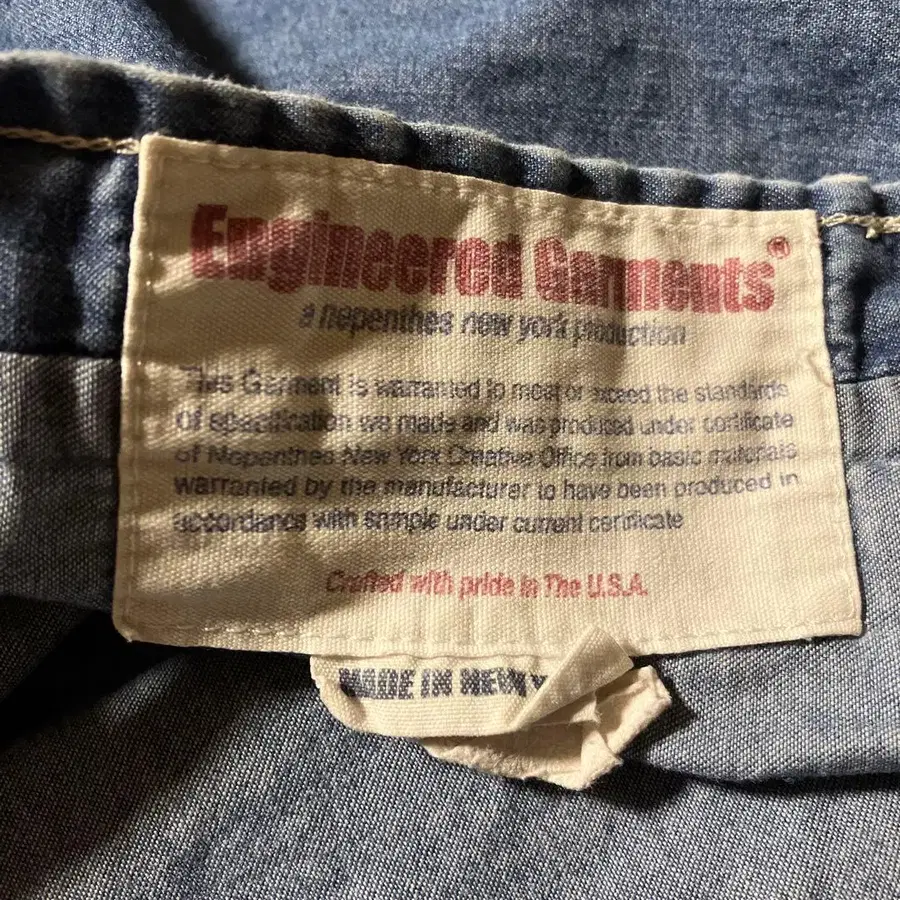 Engineered Garments®
a nepenthes new york production
This Garment is warranted to meet or exceed the standards
of specification we made and was produced under certificate
of Nepenthes New York Creative Office from basic materials
warranted by the manufacturer to have been produced in
accordance with sample under current certificate
Crafted with pride in The U.S.A.
MADE IN NEW